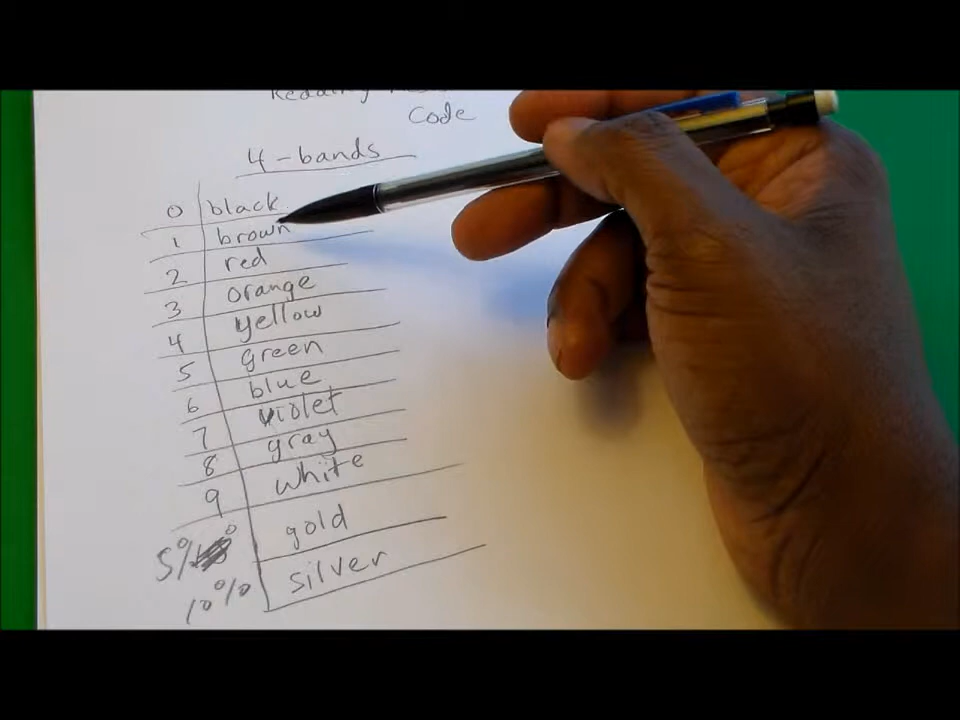 Code
4-bands
0 black
1 brown
2 red
3 orange
4 yellow
5 green
6 blue
7 violet
8 gray
9 white
5% gold
10% silver